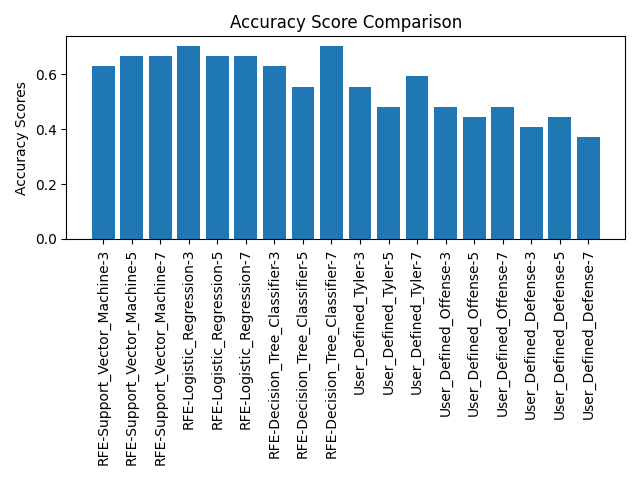 Accuracy Score Comparison
Accuracy Scores
0.6
0.4
0.2
0.0
RFE-Support_Vector_Machine-3
RFE-Support_Vector_Machine-5
RFE-Support_Vector_Machine-7
RFE-Logistic_Regression-3
RFE-Logistic_Regression-5
RFE-Logistic_Regression-7
RFE-Decision_Tree_Classifier-3
RFE-Decision_Tree_Classifier-5
RFE-Decision_Tree_Classifier-7
User_Defined_Tyler-3
User_Defined_Tyler-5
User_Defined_Tyler-7
User_Defined_Offense-3
User_Defined_Offense-5
User_Defined_Offense-7
User_Defined_Defense-3
User_Defined_Defense-5
User_Defined_Defense-7